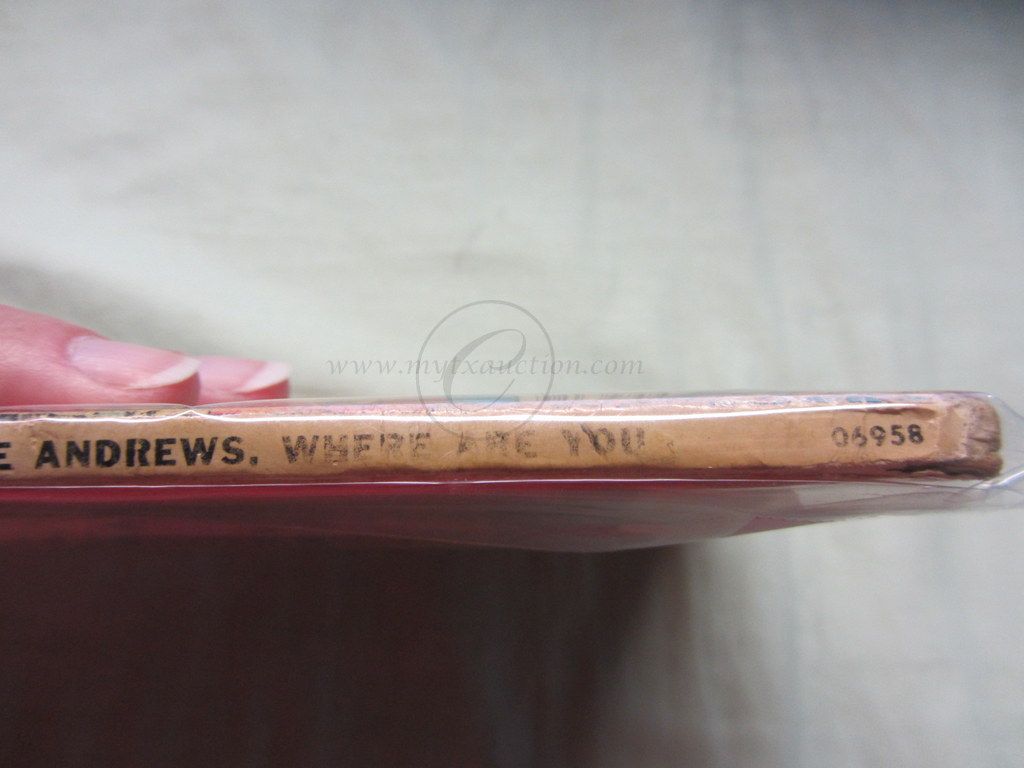 www.mytxauction.com
E ANDREWS. WHERE ARE YOU 06958